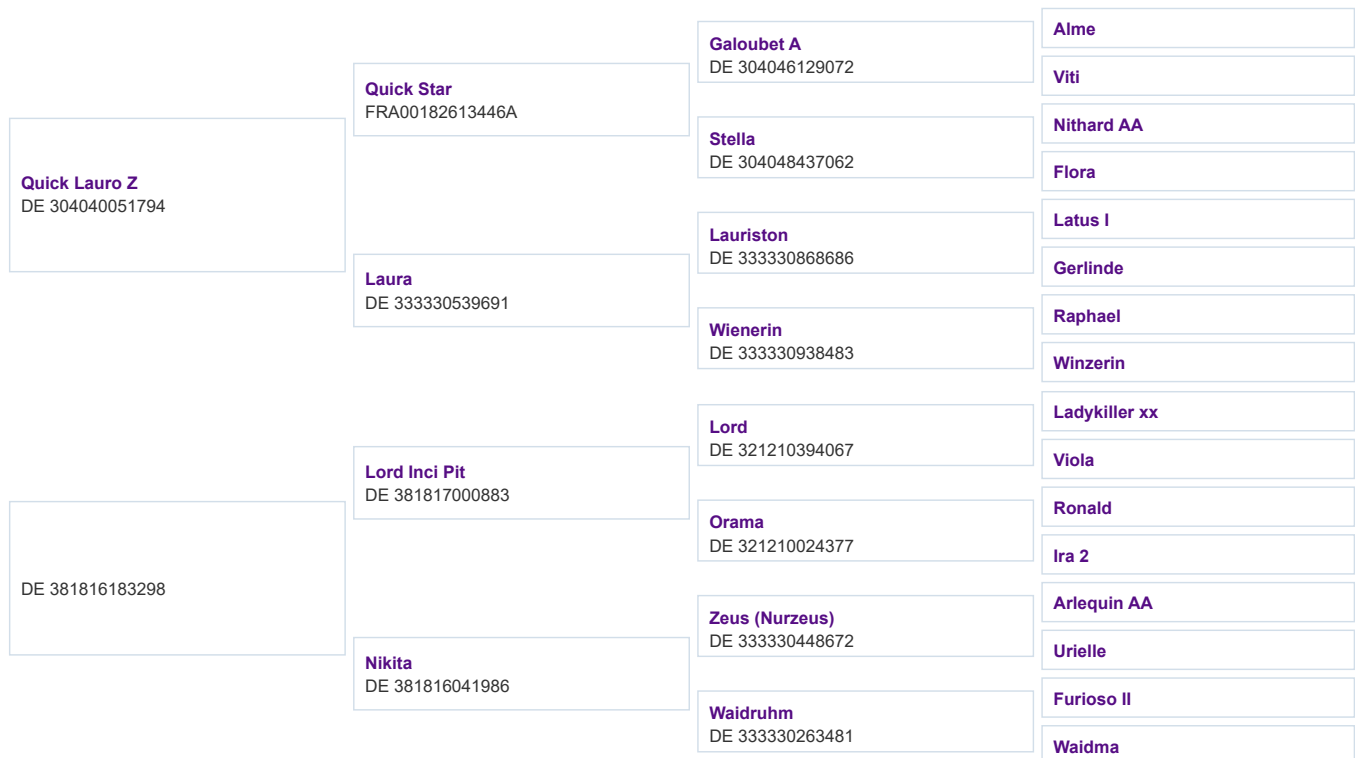 Quick Lauro Z
DE 304040051794
DE 381816183298
Quick Star
FRA00182613446A
Laura
DE 333330539691
Lord Inci Pit
DE 381817000883
Nikita
DE 381816041986
Galoubet A
DE 304046129072
Stella
DE 304048437062
Lauriston
DE 333330868686
Wienerin
DE 333330938483
Lord
DE 321210394067
Orama
DE 321210024377
Zeus (Nurzeus)
DE 333330448672
Waidruhm
DE 333330263481
Alme
Viti
Nithard AA
Flora
Latus I
Gerlinde
Raphael
Winzerin
Ladykiller xx
Viola
Ronald
Ira 2
Arlequin AA
Urielle
Furioso II
Waidma